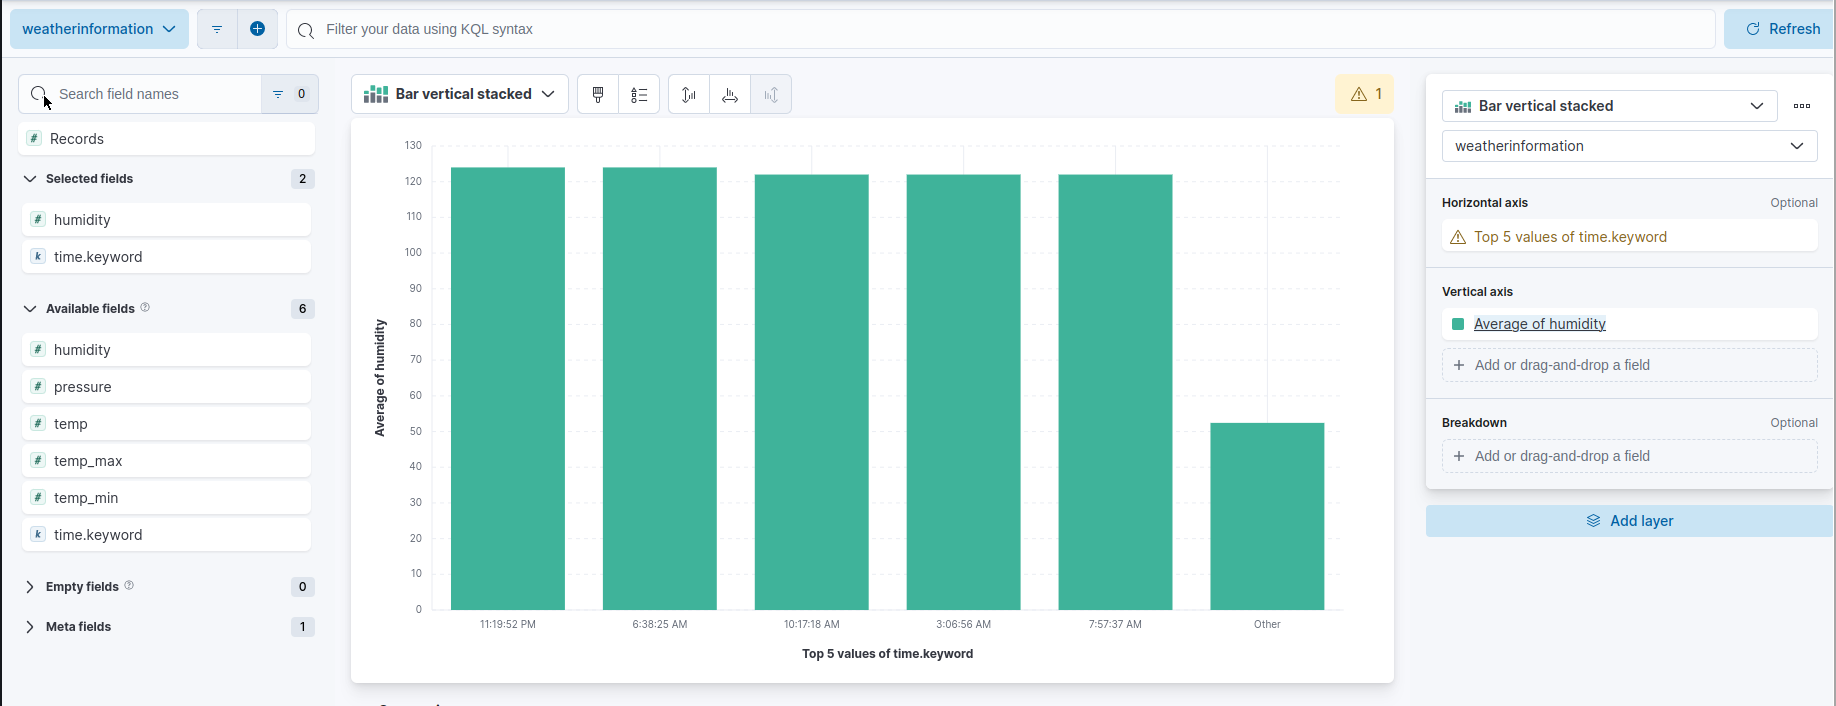 weatherinformation
Filter your data using KQL syntax
Refresh
Search field names
0
Records
Selected fields
2
humidity
time.keyword
Available fields
6
humidity
pressure
temp
temp_max
temp_min
time.keyword
Empty fields
0
Meta fields
1
Bar vertical stacked
1
130
120
110
100
90
80
70
60
50
40
30
20
10
0
Average of humidity
11:19:52 PM
6:38:25 AM
10:17:18 AM
3:06:56 AM
7:57:37 AM
Other
Top 5 values of time.keyword
Bar vertical stacked
weatherinformation
Horizontal axis
Optional
Top 5 values of time.keyword
Vertical axis
Average of humidity
Add or drag-and-drop a field
Breakdown
Optional
Add or drag-and-drop a field
Add layer